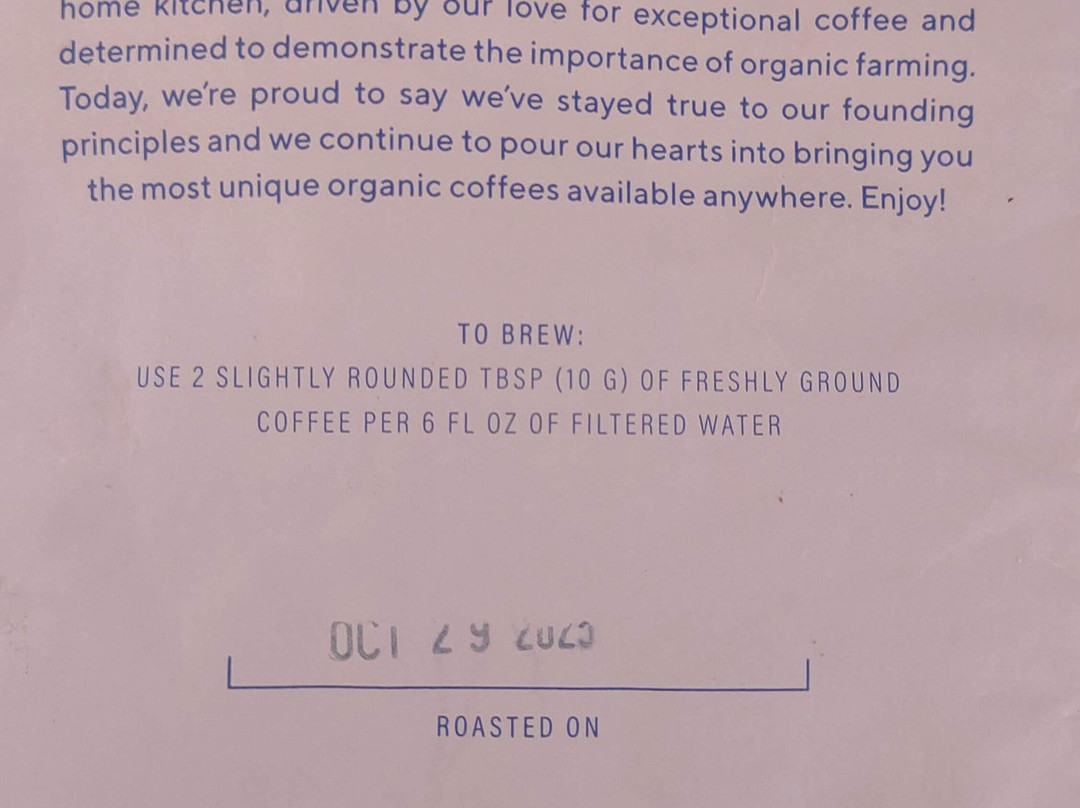 home kitchen, driven by our love for exceptional coffee and
determined to demonstrate the importance of organic farming.
Today, we're proud to say we've stayed true to our founding
principles and we continue to pour our hearts into bringing you
the most unique organic coffees available anywhere. Enjoy!
TO BREW:
USE 2 SLIGHTLY ROUNDED TBSP (10 G) OF FRESHLY GROUND
COFFEE PER 6 FL OZ OF FILTERED WATER
OCT 29
ROASTED ON